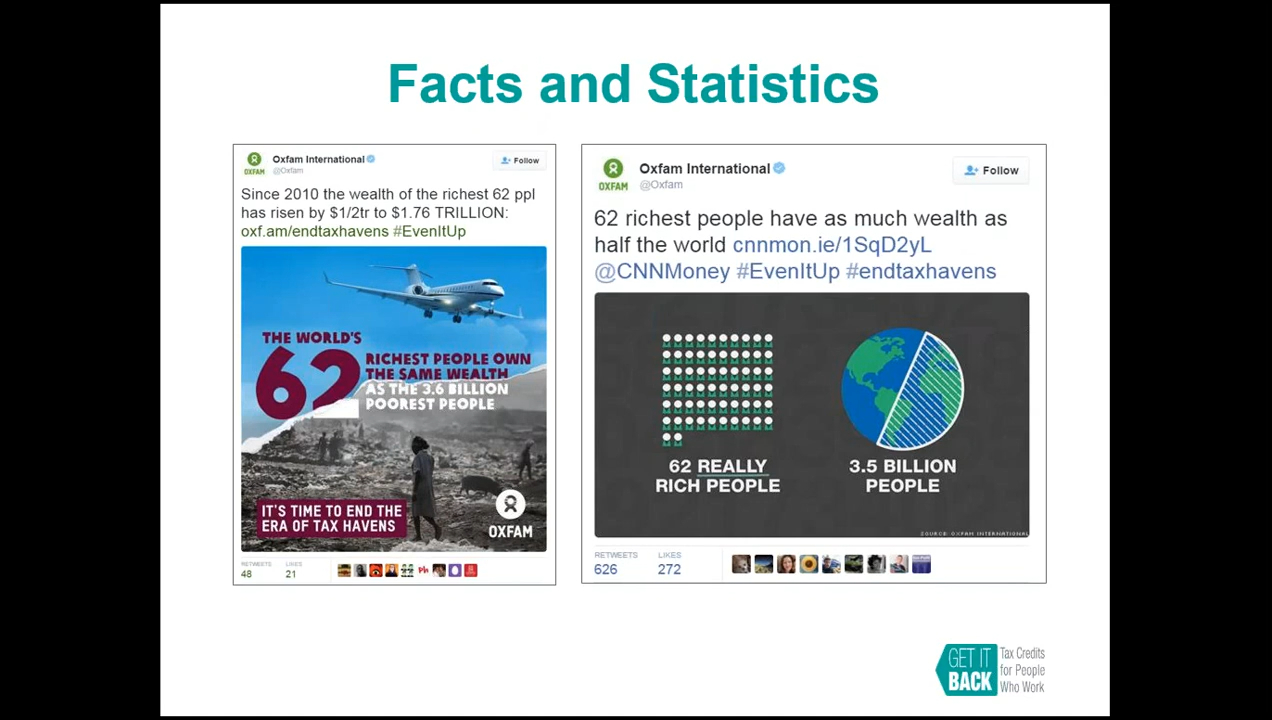 Facts and Statistics
Oxfam International
@Oxfam
Follow
OXFAM
Since 2010 the wealth of the richest 62 ppl
has risen by $1/2tr to $1.76 TRILLION:
oxf.am/endtaxhavens #EvenItUp
THE WORLD'S
62
RICHEST PEOPLE OWN
THE SAME WEALTH
AS THE 3.6 BILLION
POOREST PEOPLE
IT'S TIME TO END THE
ERA OF TAX HAVENS
OXFAM
RETWEETS
LIKES
48
21
Oxfam International
@Oxfam
Follow
OXFAM
62 richest people have as much wealth as
half the world cnnmon.ie/1SqD2yL
@CNNMoney #EvenItUp #endtaxhavens
62 REALLY
RICH PEOPLE
3.5 BILLION
PEOPLE
SOURCE: OXFAM INTERNATIONAL
RETWEETS
LIKES
626
272
GET IT
BACK
Tax Credits
for People
Who Work